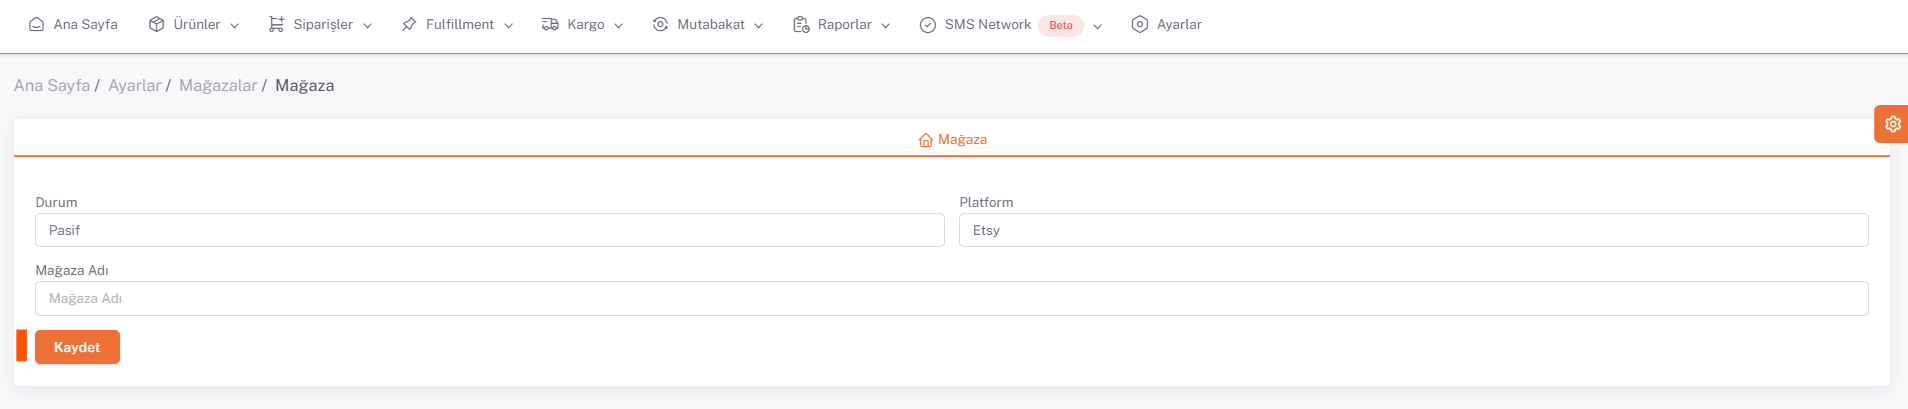 Ana Sayfa Ürünler Siparişler Fulfillment Kargo Mutabakat Raporlar SMS Network Beta Ayarlar
Ana Sayfa / Ayarlar / Mağazalar / Mağaza
Mağaza
Durum Platform
Pasif Etsy
Mağaza Adı
Mağaza Adı
Kaydet